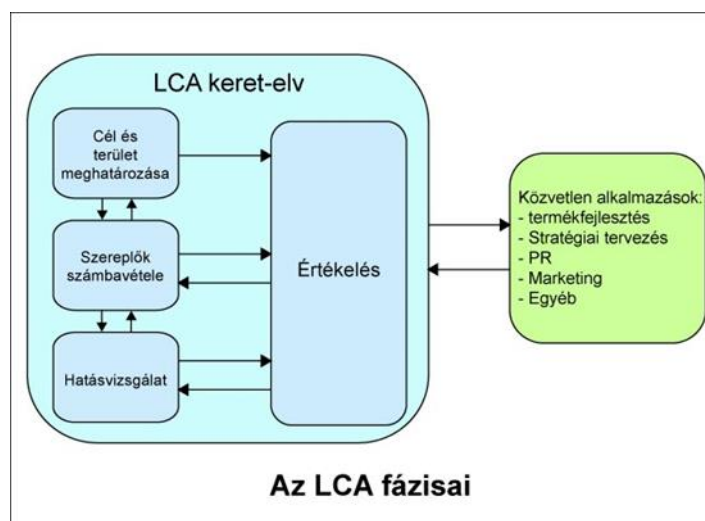 LCA keret-elv
Cél és
terület
meghatározása
Szereplők
számbavétele
Hatásvizsgálat
Értékelés
Közvetlen alkalmazások:
- termékfejlesztés
- Stratégiai tervezés
- PR
- Marketing
- Egyéb
Az LCA fázisai